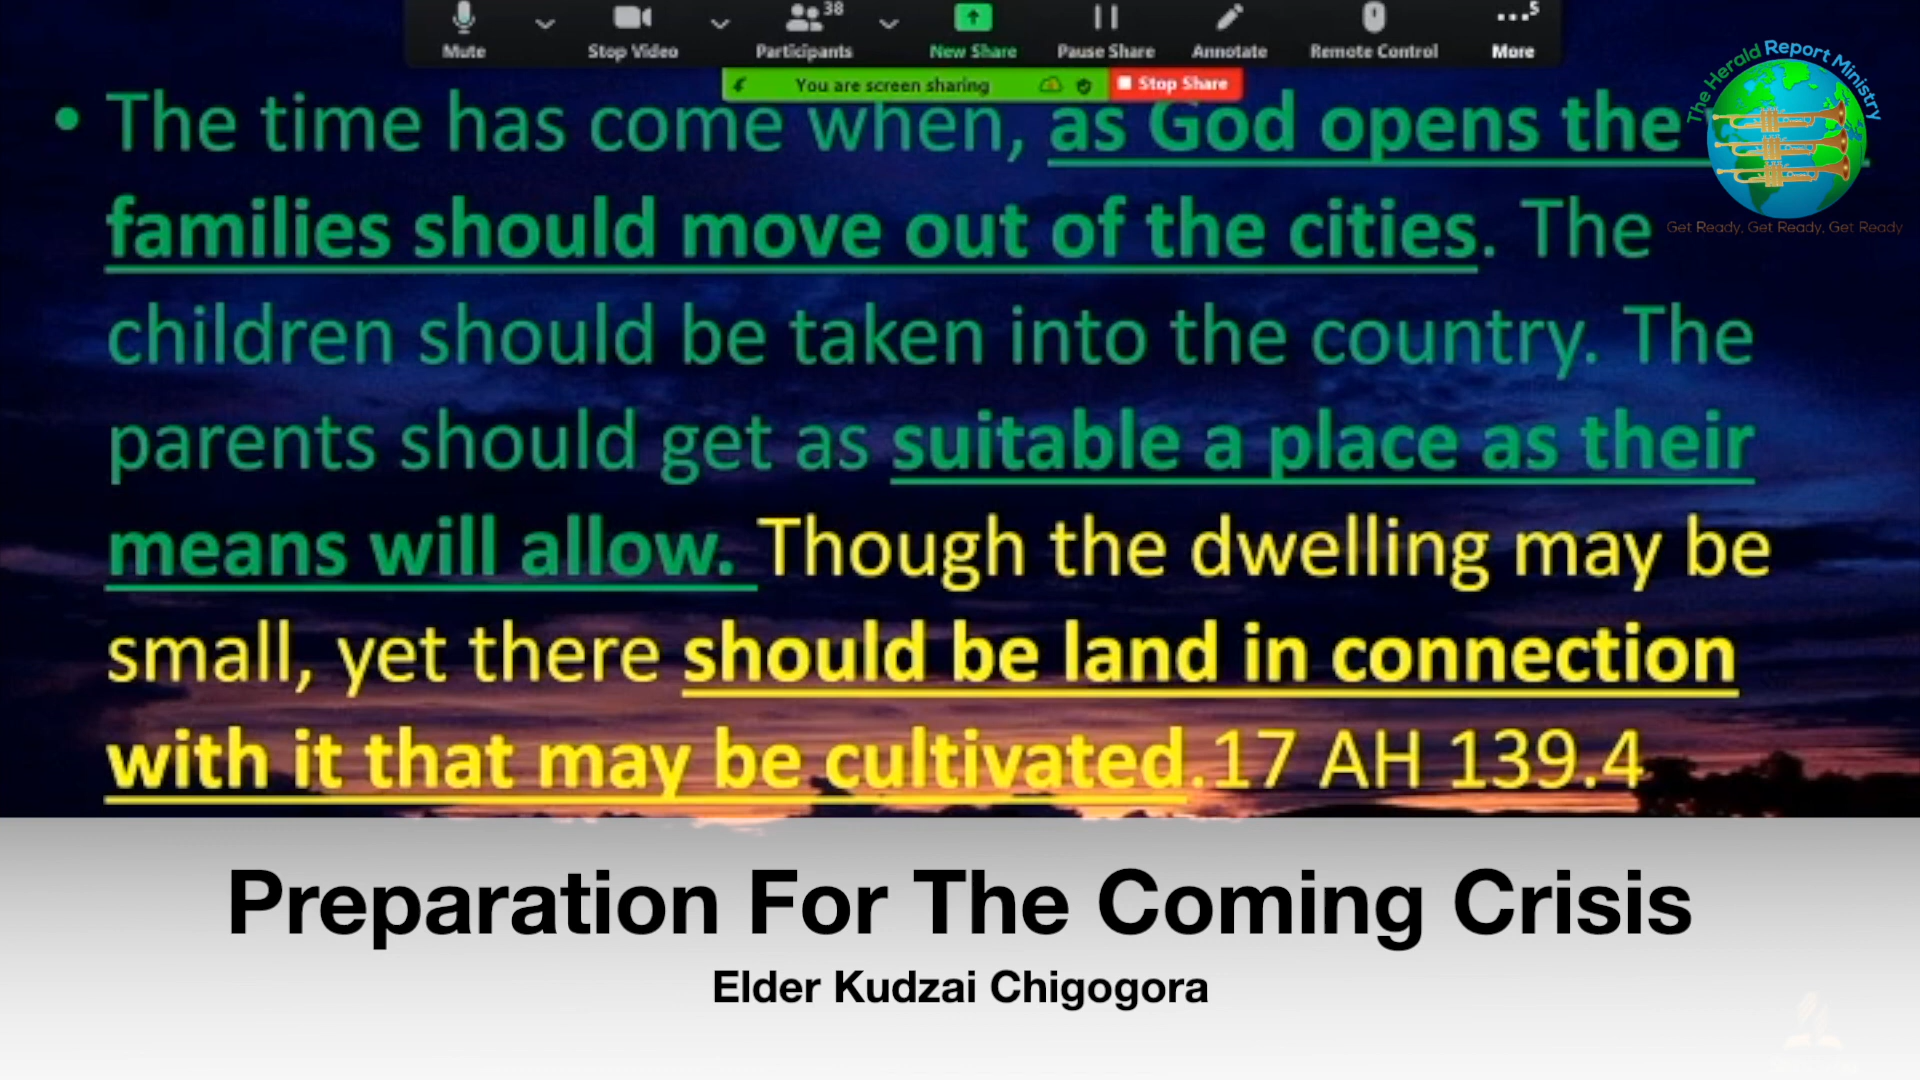 38
5
Mute Stop Video Participants New Share Pause Share Annotate Remote Control More
You are screen sharing Stop Share
The Herald Report Ministry
Get Ready, Get Ready, Get Ready
• The time has come when, as God opens the
families should move out of the cities. The
children should be taken into the country. The
parents should get as suitable a place as their
means will allow. Though the dwelling may be
small, yet there should be land in connection
with it that may be cultivated.17 AH 139.4
Preparation For The Coming Crisis
Elder Kudzai Chigogora